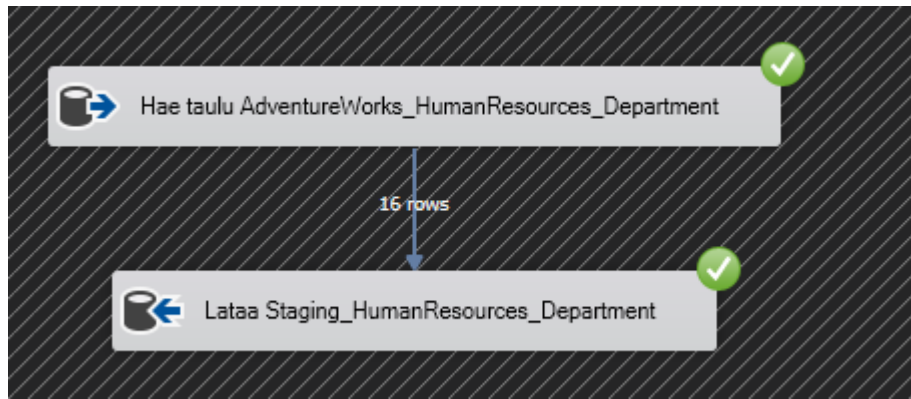 Hae taulu AdventureWorks_HumanResources_Department
16 rows
Lataa Staging_HumanResources_Department